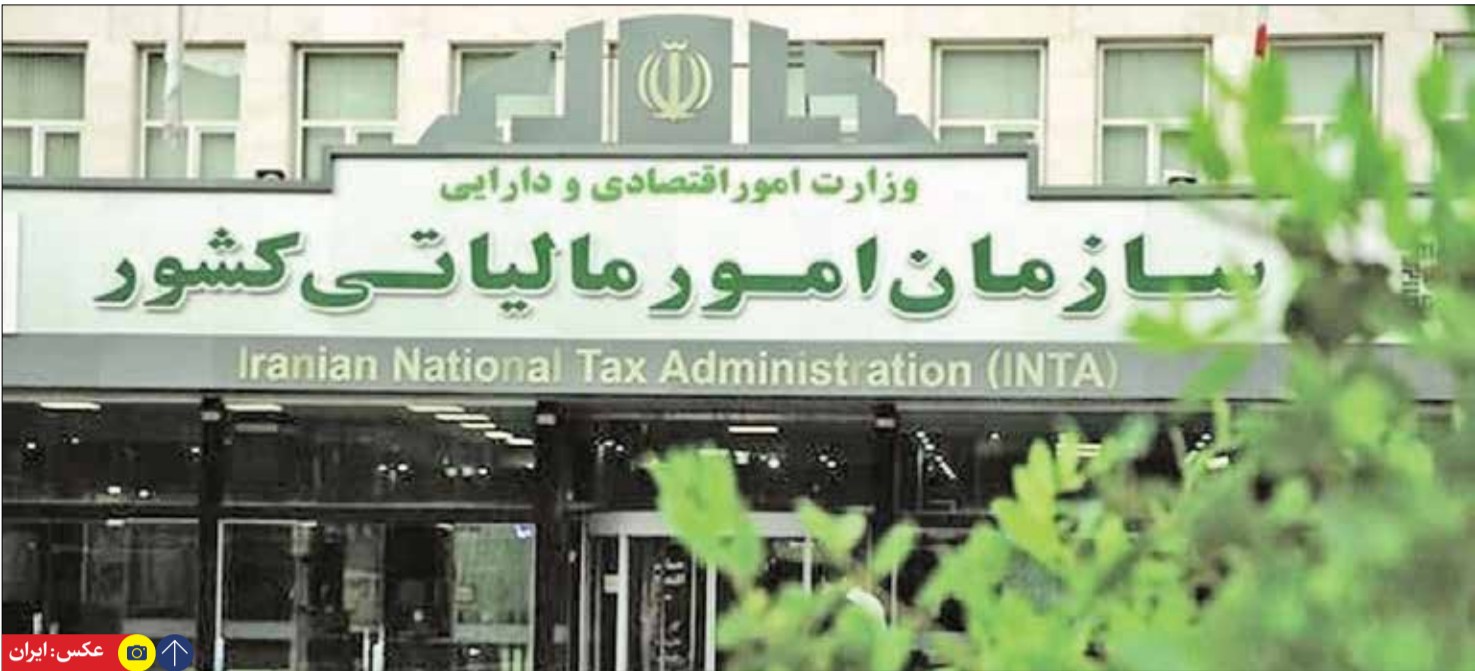 وزارت امور اقتصادی و دارایی
سازمان امور مالیاتی کشور
Iranian National Tax Administration (INTA)
عکس: ایران